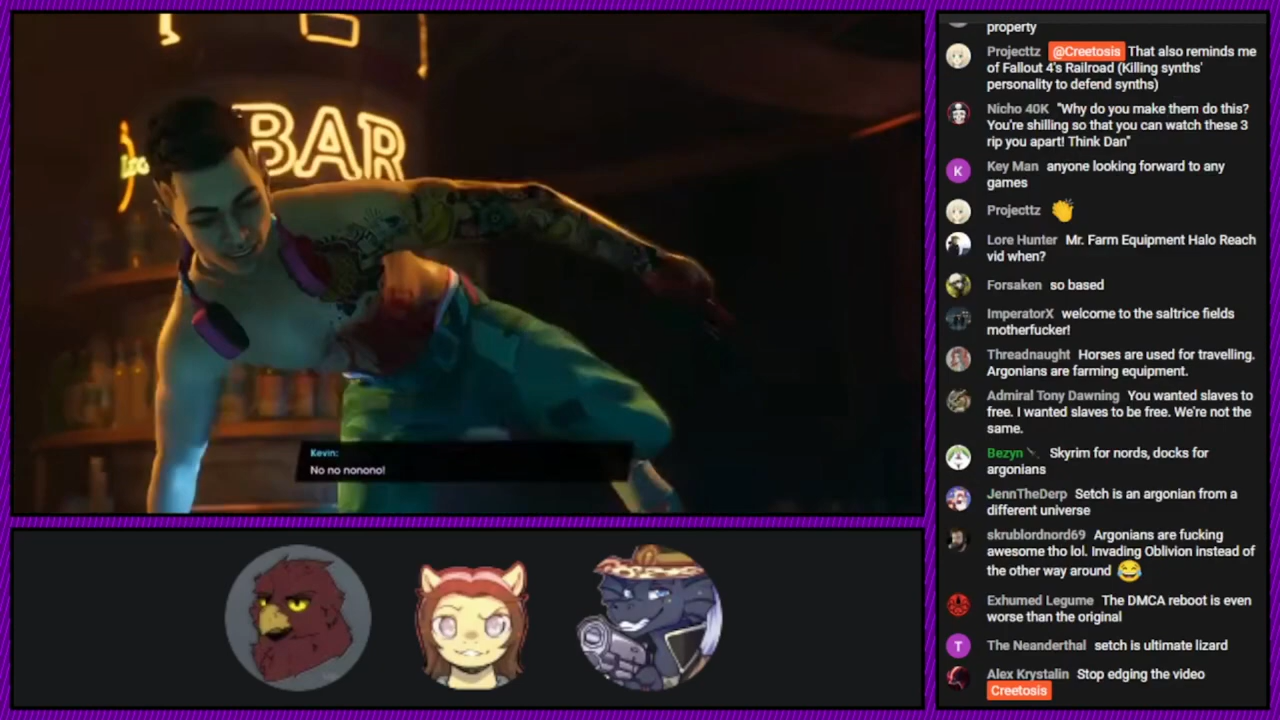 BAR
Kevin:
No no nonono!
property
Projecttz @Creetosis That also reminds me
of Fallout 4's Railroad (Killing synths'
personality to defend synths)
Nicho 40K "Why do you make them do this?
You're shilling so that you can watch these 3
rip you apart! Think Dan"
K
Key Man anyone looking forward to any
games
Projecttz 👏
Lore Hunter Mr. Farm Equipment Halo Reach
vid when?
Forsaken so based
ImperatorX welcome to the saltrice fields
motherfucker!
Threadnaught Horses are used for travelling.
Argonians are farming equipment.
Admiral Tony Dawning You wanted slaves to
free. I wanted slaves to be free. We're not the
same.
Bezyn Skyrim for nords, docks for
argonians
JennTheDerp Setch is an argonian from a
different universe
skrublordnord69 Argonians are fucking
awesome tho lol. Invading Oblivion instead of
the other way around 😂
Exhumed Legume The DMCA reboot is even
worse than the original
T
The Neanderthal setch is ultimate lizard
Alex Krystalin Stop edging the video
Creetosis